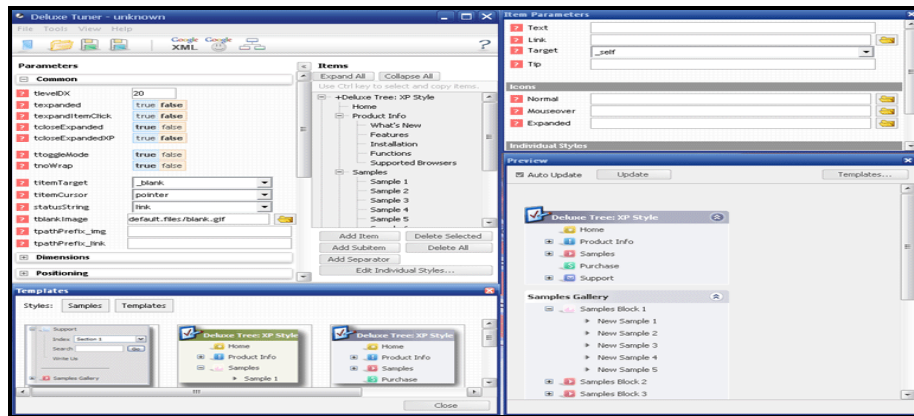 Deluxe Tuner - unknown
File Tools View Help
Google XML Google
?
Parameters
Common
tlevelDX 20
texpanded true false
texpandItemClick true false
tcloseExpanded true false
tcloseExpandedXP true false
ttoggleMode true false
tnoWrap true false
titemTarget _blank
titemCursor pointer
statusString link
tblankImage default.files/blank.gif
tpathPrefix_img
tpathPrefix_link
Dimensions
Positioning
Items
Expand All Collapse All
Use Ctrl key to select and copy items.
+Deluxe Tree: XP Style
Home
Product Info
What's New
Features
Installation
Functions
Supported Browsers
Samples
Sample 1
Sample 2
Sample 3
Sample 4
Sample 5
Add Item Delete Selected
Add Subitem Delete All
Add Separator
Edit Individual Styles...
Item Parameters
Text
Link
Target _self
Tip
Icons
Normal
Mouseover
Expanded
Individual Styles
Preview
Auto Update Update Templates...
Deluxe Tree: XP Style
Home
Product Info
Samples
Purchase
Support
Samples Gallery
Samples Block 1
New Sample 1
New Sample 2
New Sample 3
New Sample 4
New Sample 5
Samples Block 2
Samples Block 3
Templates
Styles: Samples Templates
Support
Index Section 1
Search
Write Us
Samples Gallery
Deluxe Tree: XP Style
Home
Product Info
Samples
Sample 1
Deluxe Tree: XP Style
Home
Product Info
Samples
Purchase
Close